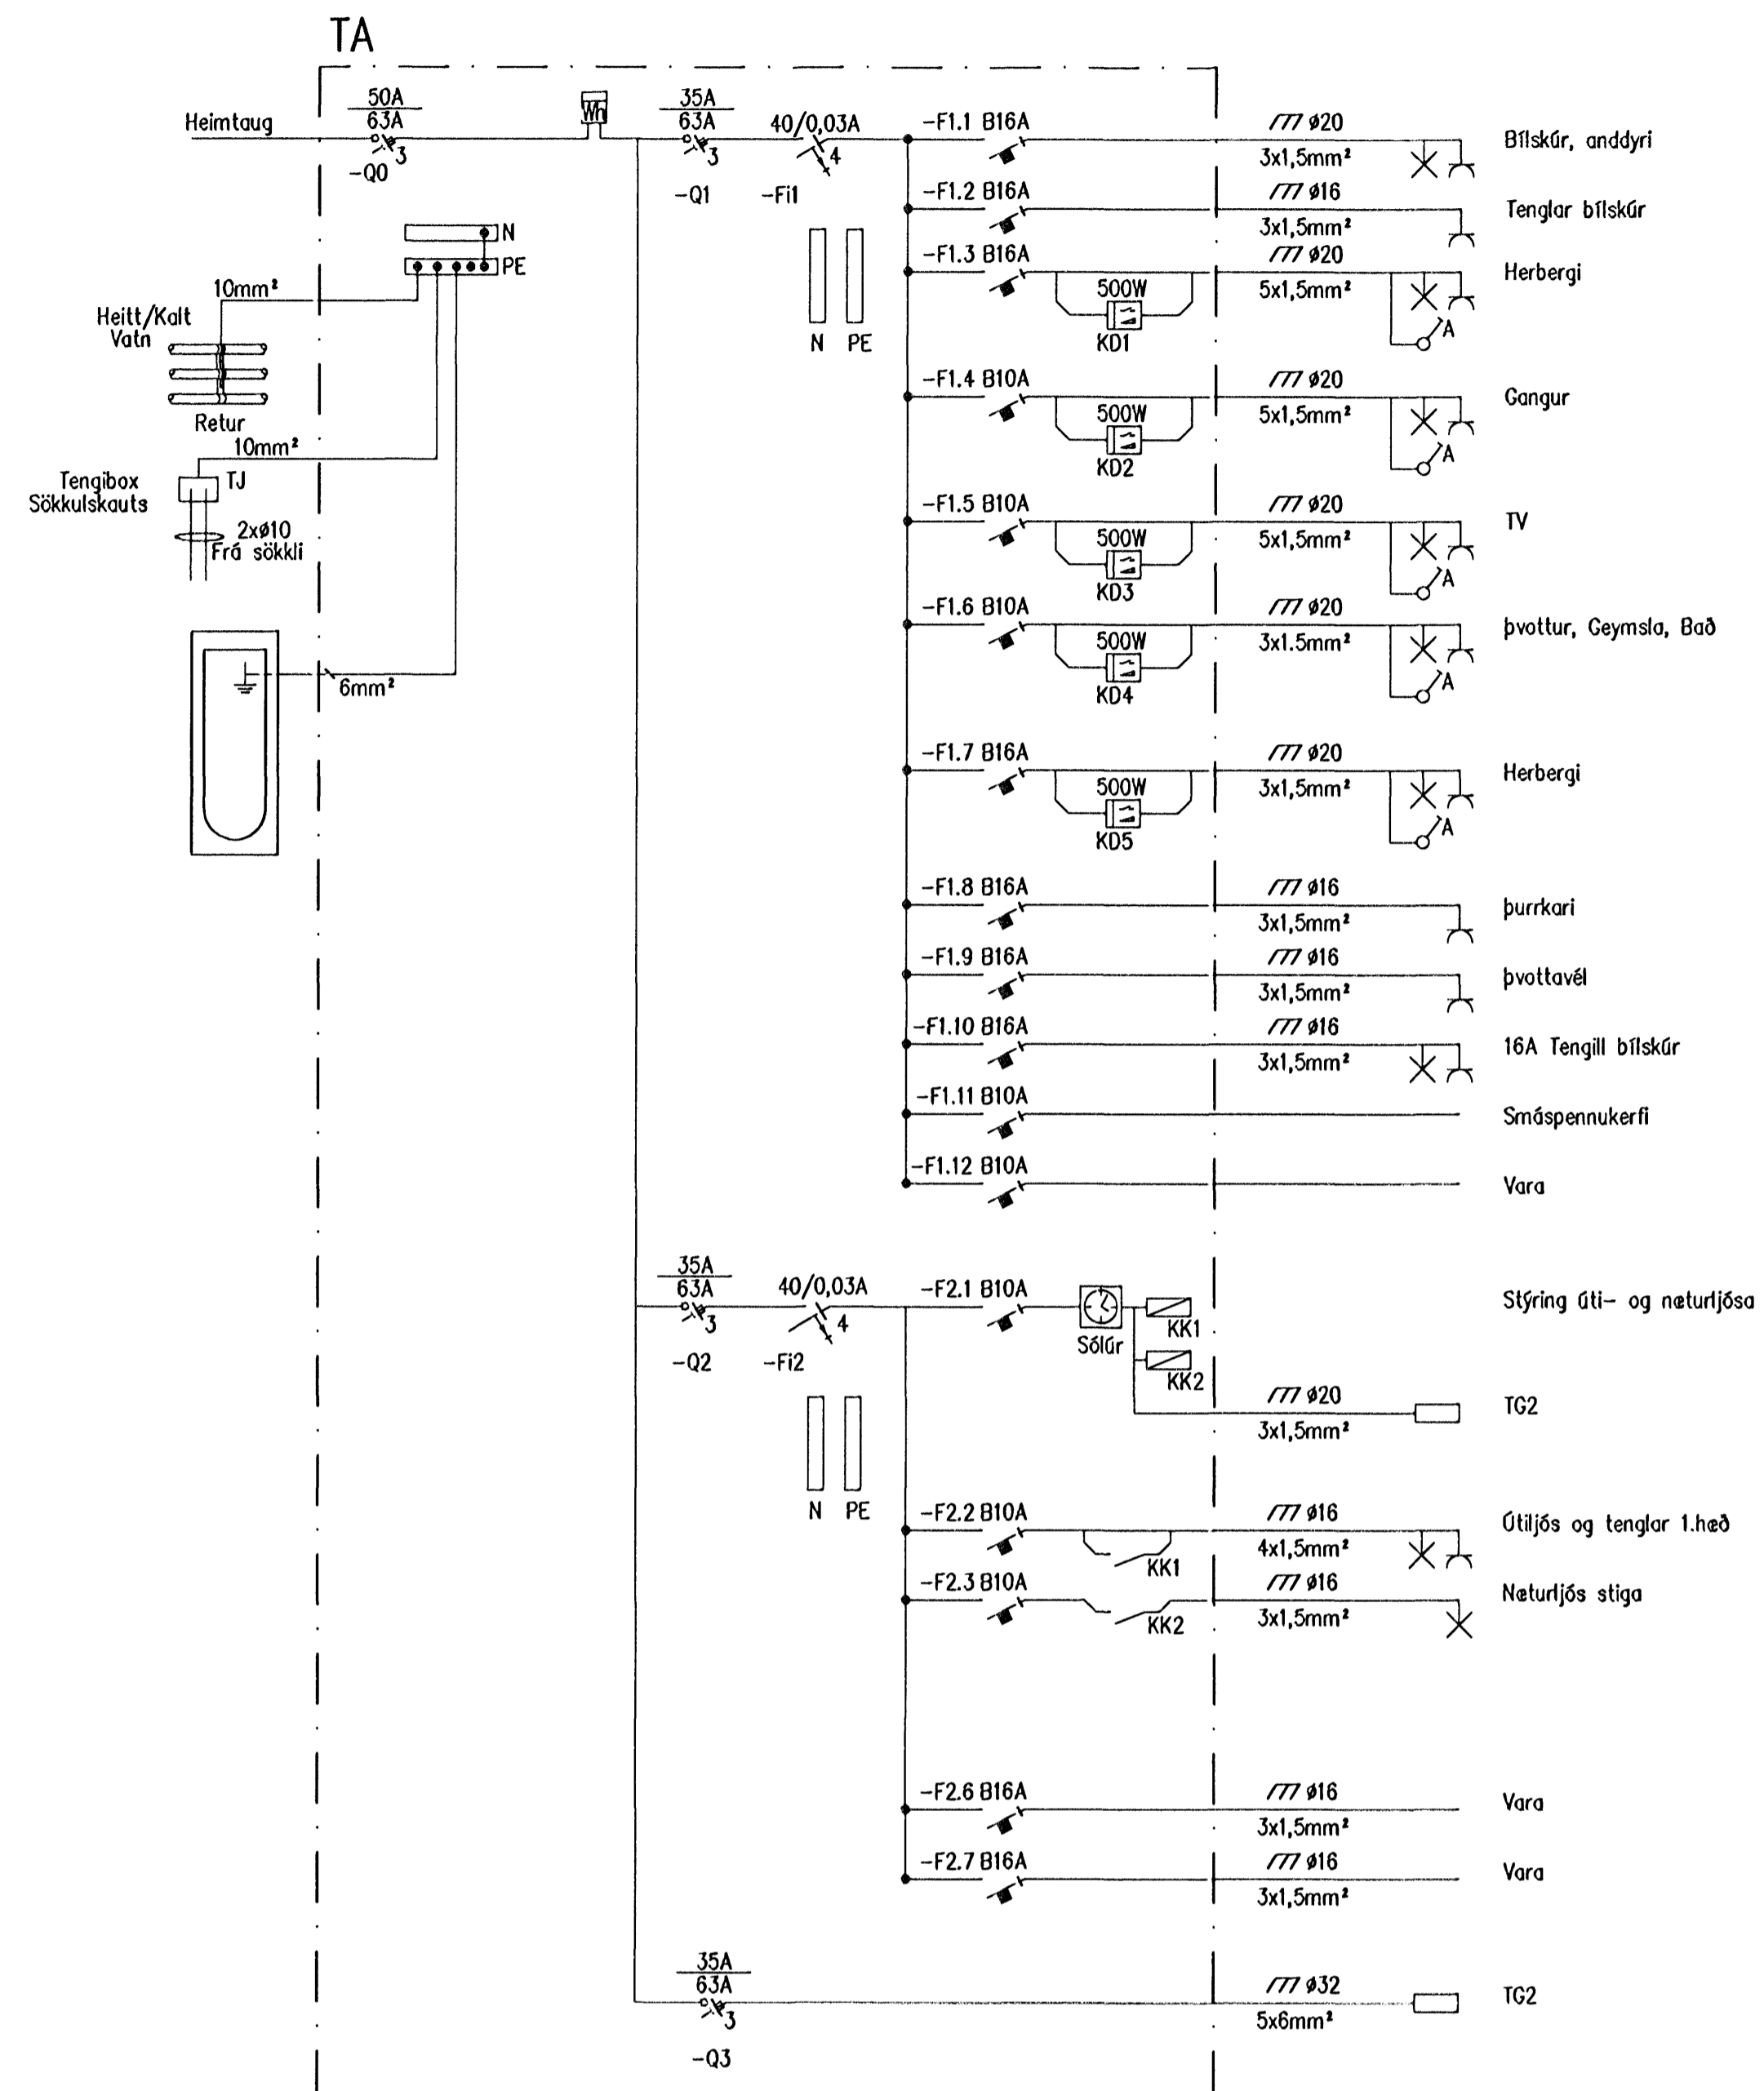 TA
Heimtaug
50A
63A
3
-Q0
Wh
35A
63A
3
-Q1
40/0,03A
4
-Fi1
N
PE
N PE
10mm²
Heitt/Kalt
Vatn
Retur
10mm²
Tengibox
Sökkulskauts
TJ
2xø10
Frá sökkli
6mm²
-F1.1 B16A
ø20
3x1,5mm²
Bílskúr, anddyri
-F1.2 B16A
ø16
3x1,5mm²
Tenglar bílskúr
-F1.3 B16A
500W
KD1
ø20
5x1,5mm²
A
Herbergi
-F1.4 B10A
500W
KD2
ø20
5x1,5mm²
A
Gangur
-F1.5 B10A
500W
KD3
ø20
5x1,5mm²
A
TV
-F1.6 B10A
500W
KD4
ø20
3x1.5mm²
A
Þvottur, Geymsla, Bað
-F1.7 B16A
500W
KD5
ø20
3x1,5mm²
A
Herbergi
-F1.8 B16A
ø16
3x1,5mm²
Þurrkari
-F1.9 B16A
ø16
3x1,5mm²
Þvottavél
-F1.10 B16A
ø16
3x1,5mm²
16A Tengill bílskúr
-F1.11 B10A
Smáspennukerfi
-F1.12 B10A
Vara
35A
63A
3
-Q2
40/0,03A
4
-Fi2
N PE
-F2.1 B10A
Sólúr
KK1
KK2
Stýring úti- og næturljósa
ø20
3x1,5mm²
TG2
-F2.2 B10A
KK1
ø16
4x1,5mm²
Útiljós og tenglar 1.hæð
-F2.3 B10A
KK2
ø16
3x1,5mm²
Næturljós stiga
-F2.6 B16A
ø16
3x1,5mm²
Vara
-F2.7 B16A
ø16
3x1,5mm²
Vara
35A
63A
3
-Q3
ø32
5x6mm²
TG2